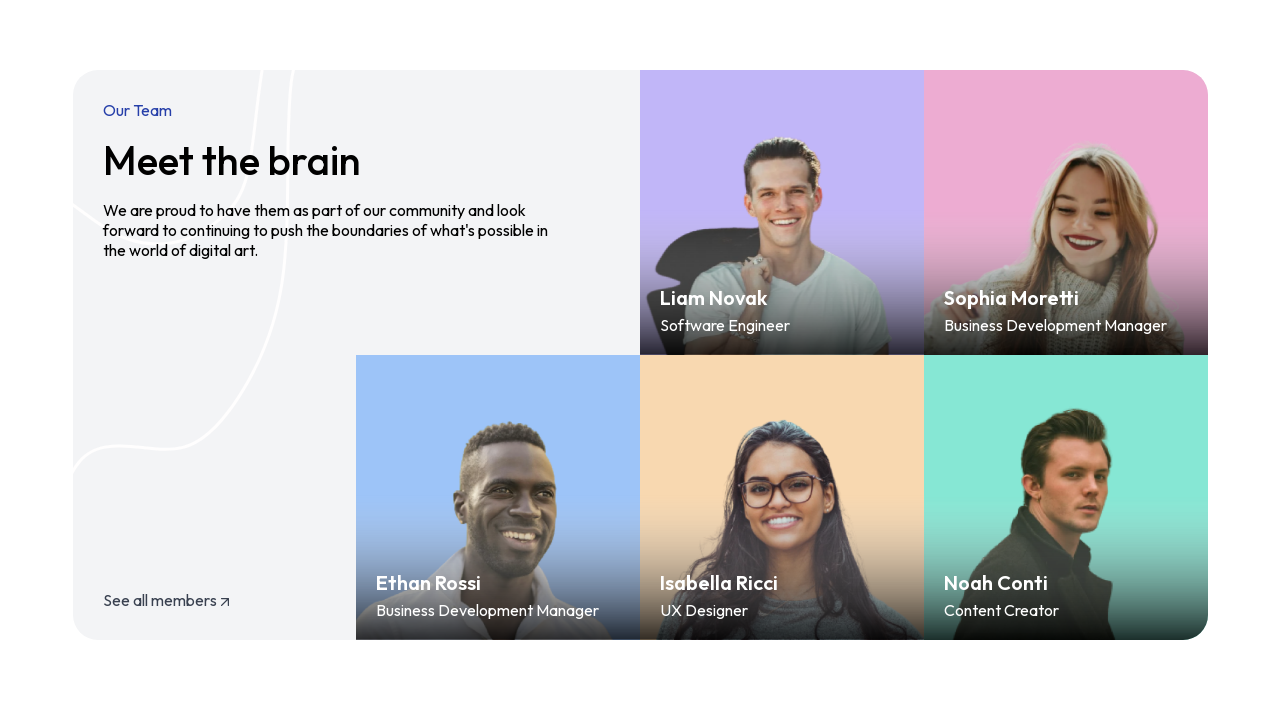 Our Team
Meet the brain
We are proud to have them as part of our community and look
forward to continuing to push the boundaries of what's possible in
the world of digital art.
Liam Novak
Software Engineer
Sophia Moretti
Business Development Manager
Ethan Rossi
Business Development Manager
Isabella Ricci
UX Designer
Noah Conti
Content Creator
See all members